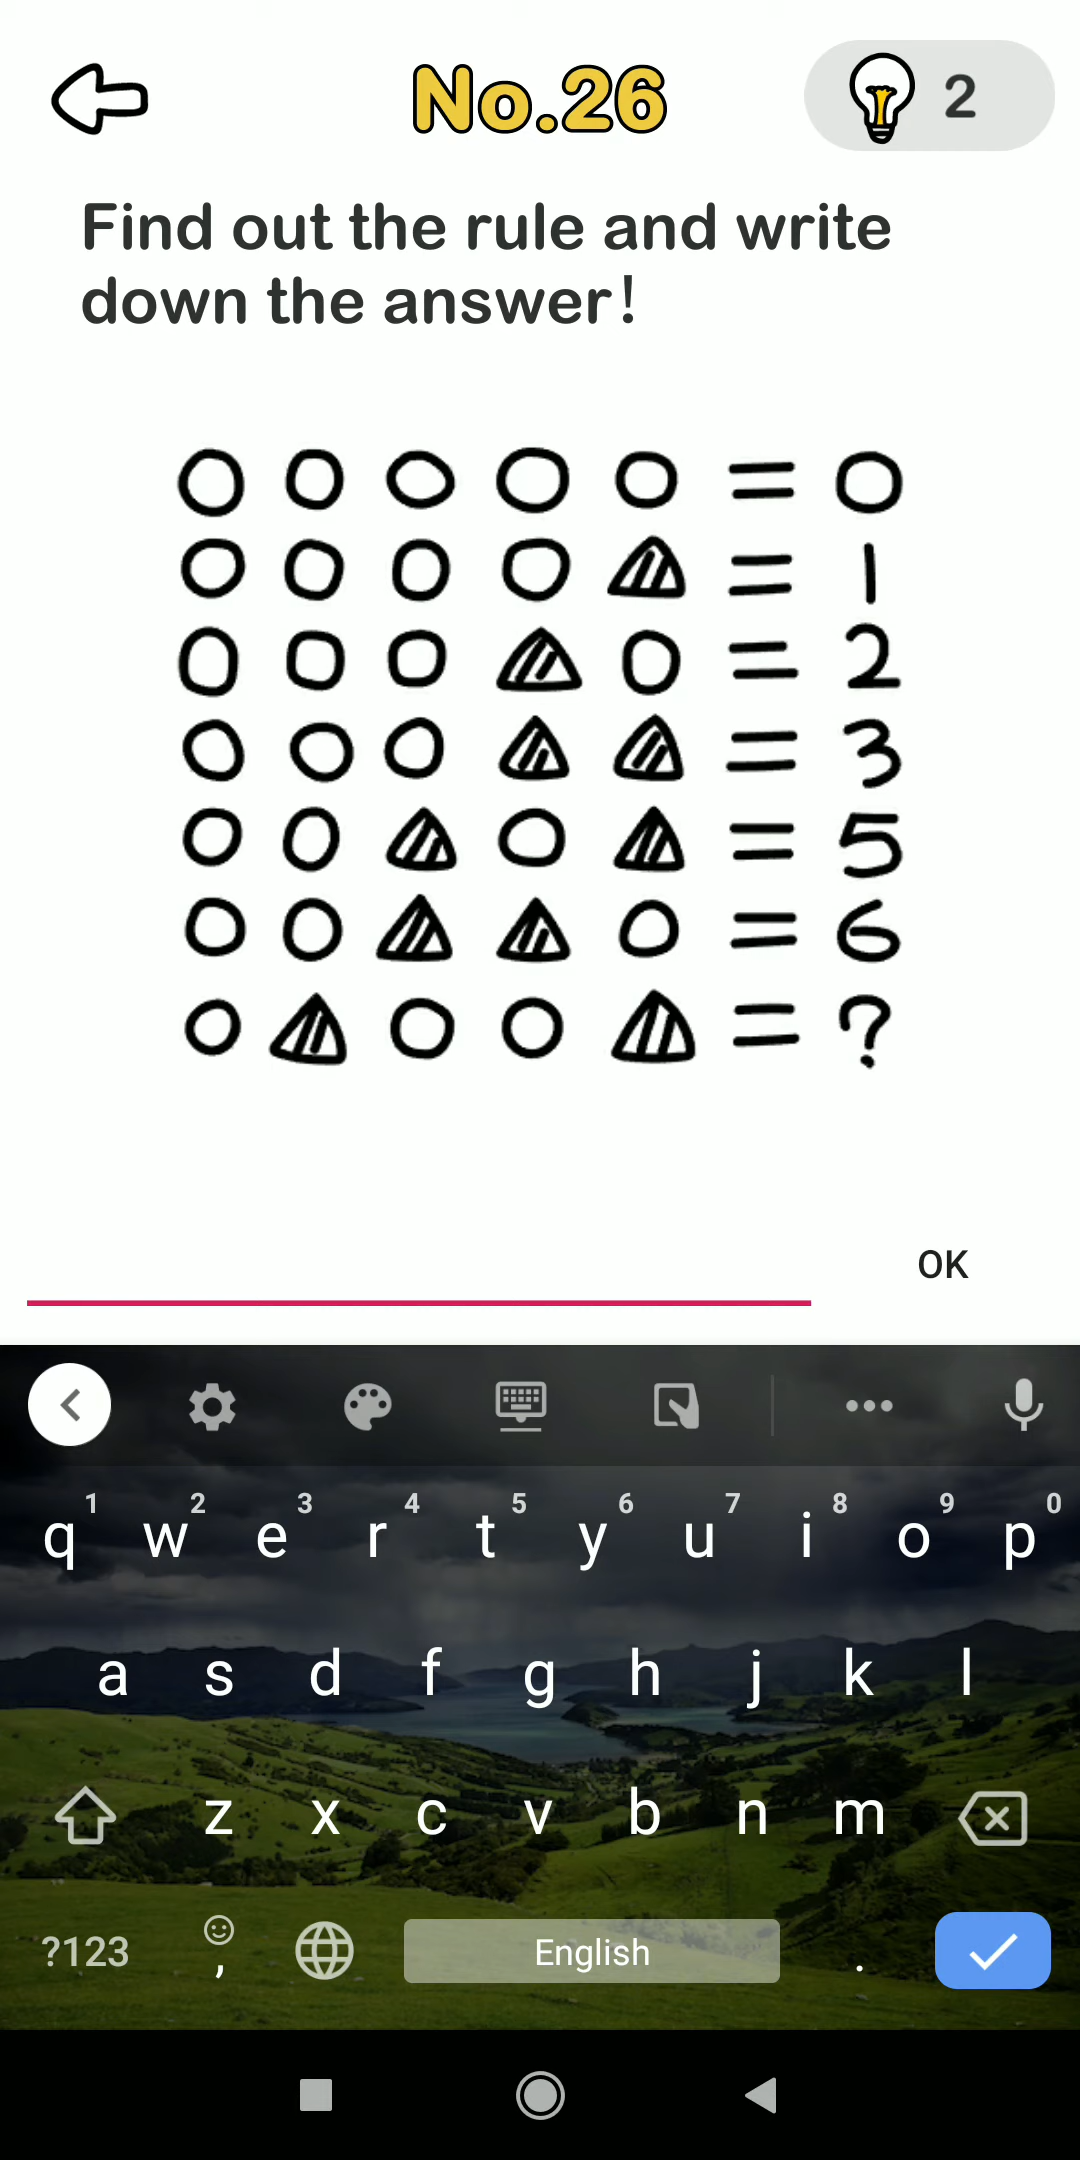 No.26
2
Find out the rule and write
down the answer!
O O O O O = 0
O O O O △ = 1
O O O △ O = 2
O O O △ △ = 3
O O △ O △ = 5
O O △ △ O = 6
O △ O O △ = ?
OK
1 2 3 4 5 6 7 8 9 0
q w e r t y u i o p
a s d f g h j k l
z x c v b n m
?123 , English .